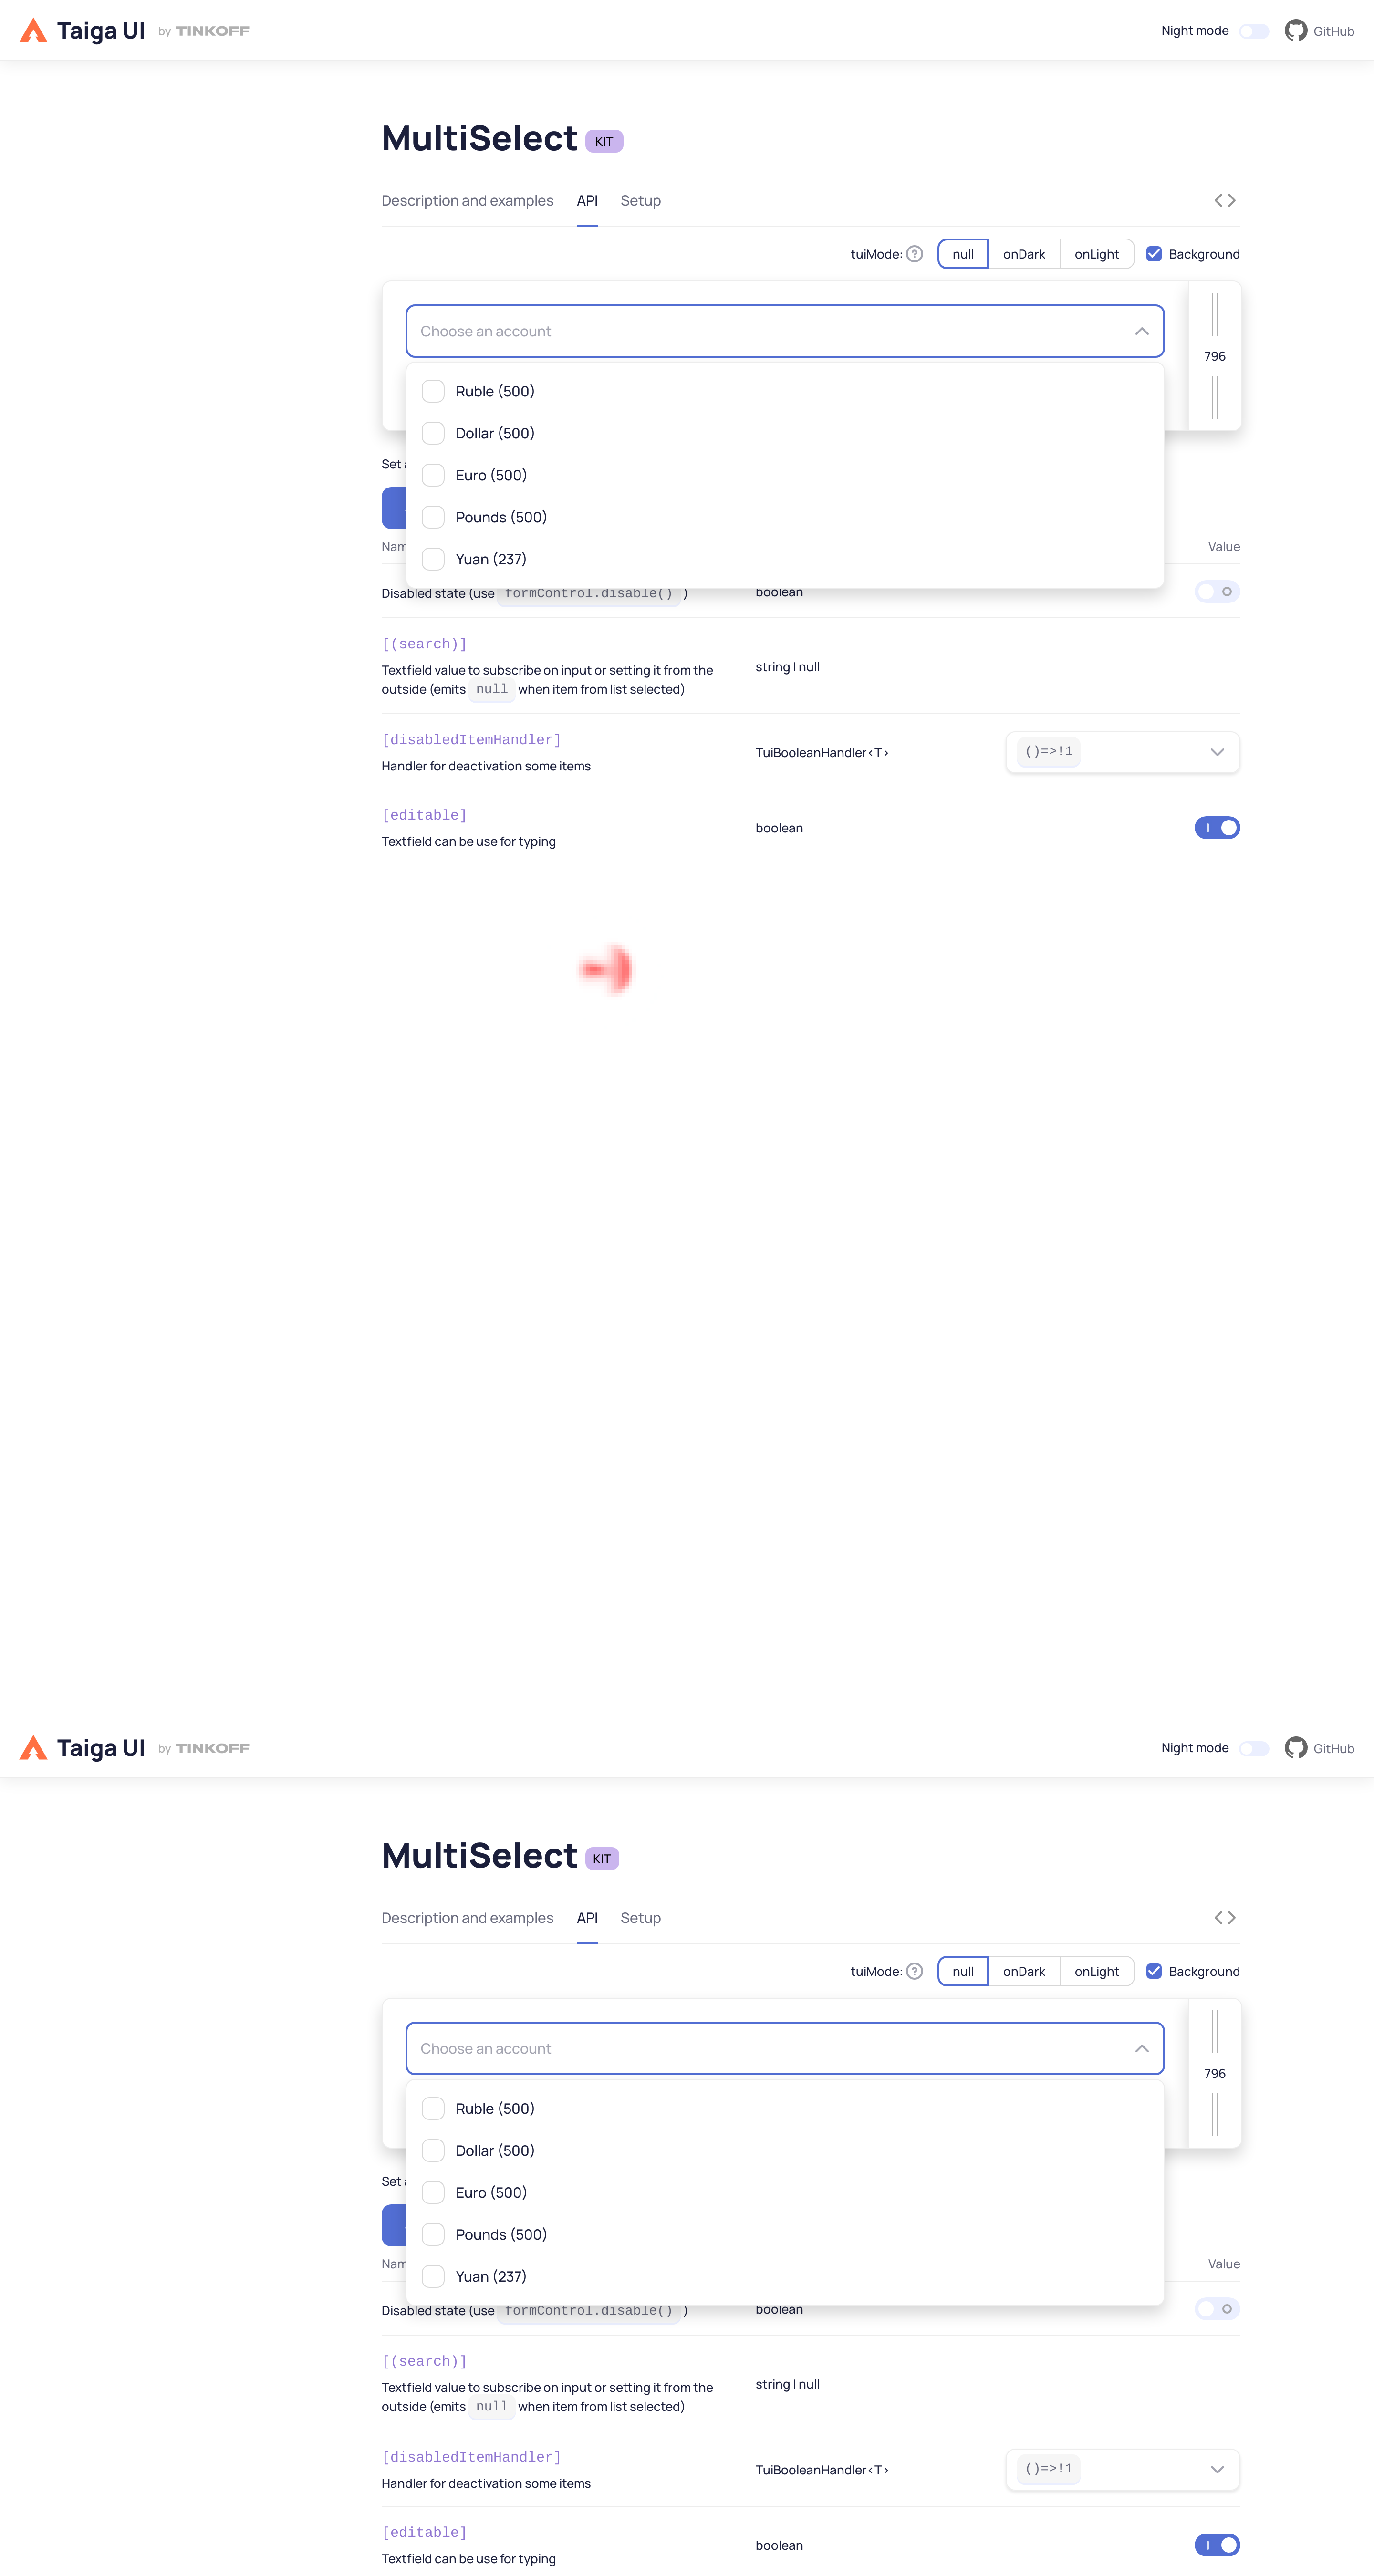 Taiga UI by TINKOFF Night mode GitHub
MultiSelect KIT
Description and examples API Setup
tuiMode: ? null onDark onLight Background
Choose an account
796
Ruble (500)
Dollar (500)
Euro (500)
Pounds (500)
Yuan (237)
Set
Nam Value
Disabled state (use formControl.disable() ) boolean
[(search)]
Textfield value to subscribe on input or setting it from the
outside (emits null when item from list selected)
string | null
[disabledItemHandler]
Handler for deactivation some items
TuiBooleanHandler<T> ()=>!1
[editable]
Textfield can be use for typing
boolean
Taiga UI by TINKOFF Night mode GitHub
MultiSelect KIT
Description and examples API Setup
tuiMode: ? null onDark onLight Background
Choose an account
796
Ruble (500)
Dollar (500)
Euro (500)
Pounds (500)
Yuan (237)
Set
Nam Value
Disabled state (use formControl.disable() ) boolean
[(search)]
Textfield value to subscribe on input or setting it from the
outside (emits null when item from list selected)
string | null
[disabledItemHandler]
Handler for deactivation some items
TuiBooleanHandler<T> ()=>!1
[editable]
Textfield can be use for typing
boolean